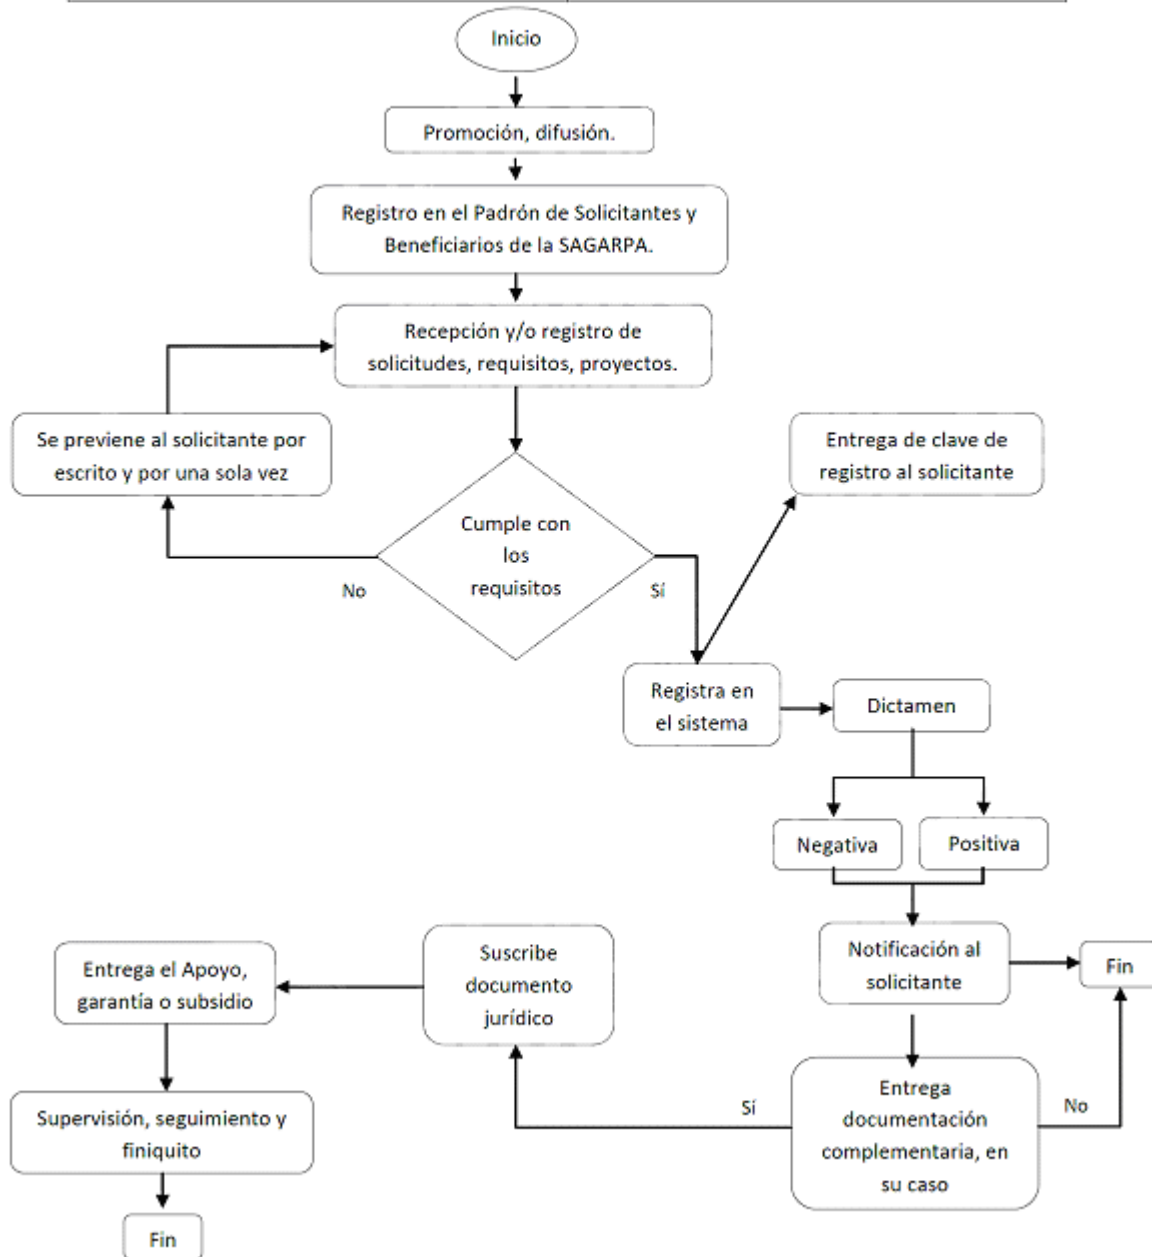 Inicio
Promoción, difusión.
Registro en el Padrón de Solicitantes y
Beneficiarios de la SAGARPA.
Recepción y/o registro de
solicitudes, requisitos, proyectos.
Se previene al solicitante por
escrito y por una sola vez
Entrega de clave de
registro al solicitante
Cumple con
los
requisitos
No
Sí
Registra en
el sistema
Dictamen
Negativa
Positiva
Notificación al
solicitante
Fin
Entrega
documentación
complementaria, en
su caso
No
Sí
Suscribe
documento
jurídico
Entrega el Apoyo,
garantía o subsidio
Supervisión, seguimiento y
finiquito
Fin